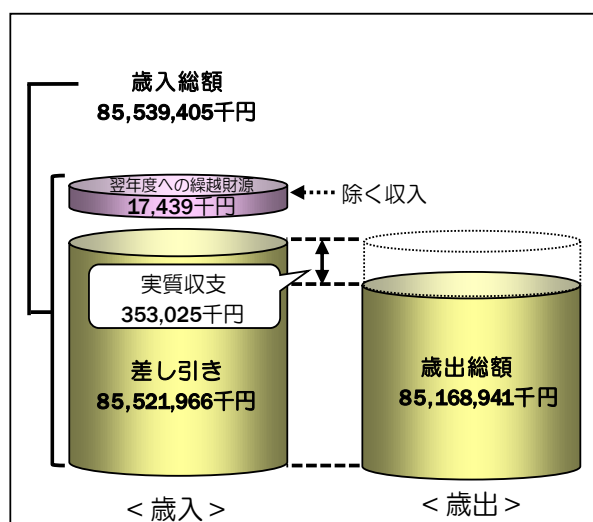 歳入総額
85,539,405千円
翌年度への繰越財源
17,439千円
除く収入
実質収支
353,025千円
差し引き
85,521,966千円
歳出総額
85,168,941千円
＜歳入＞
＜歳出＞